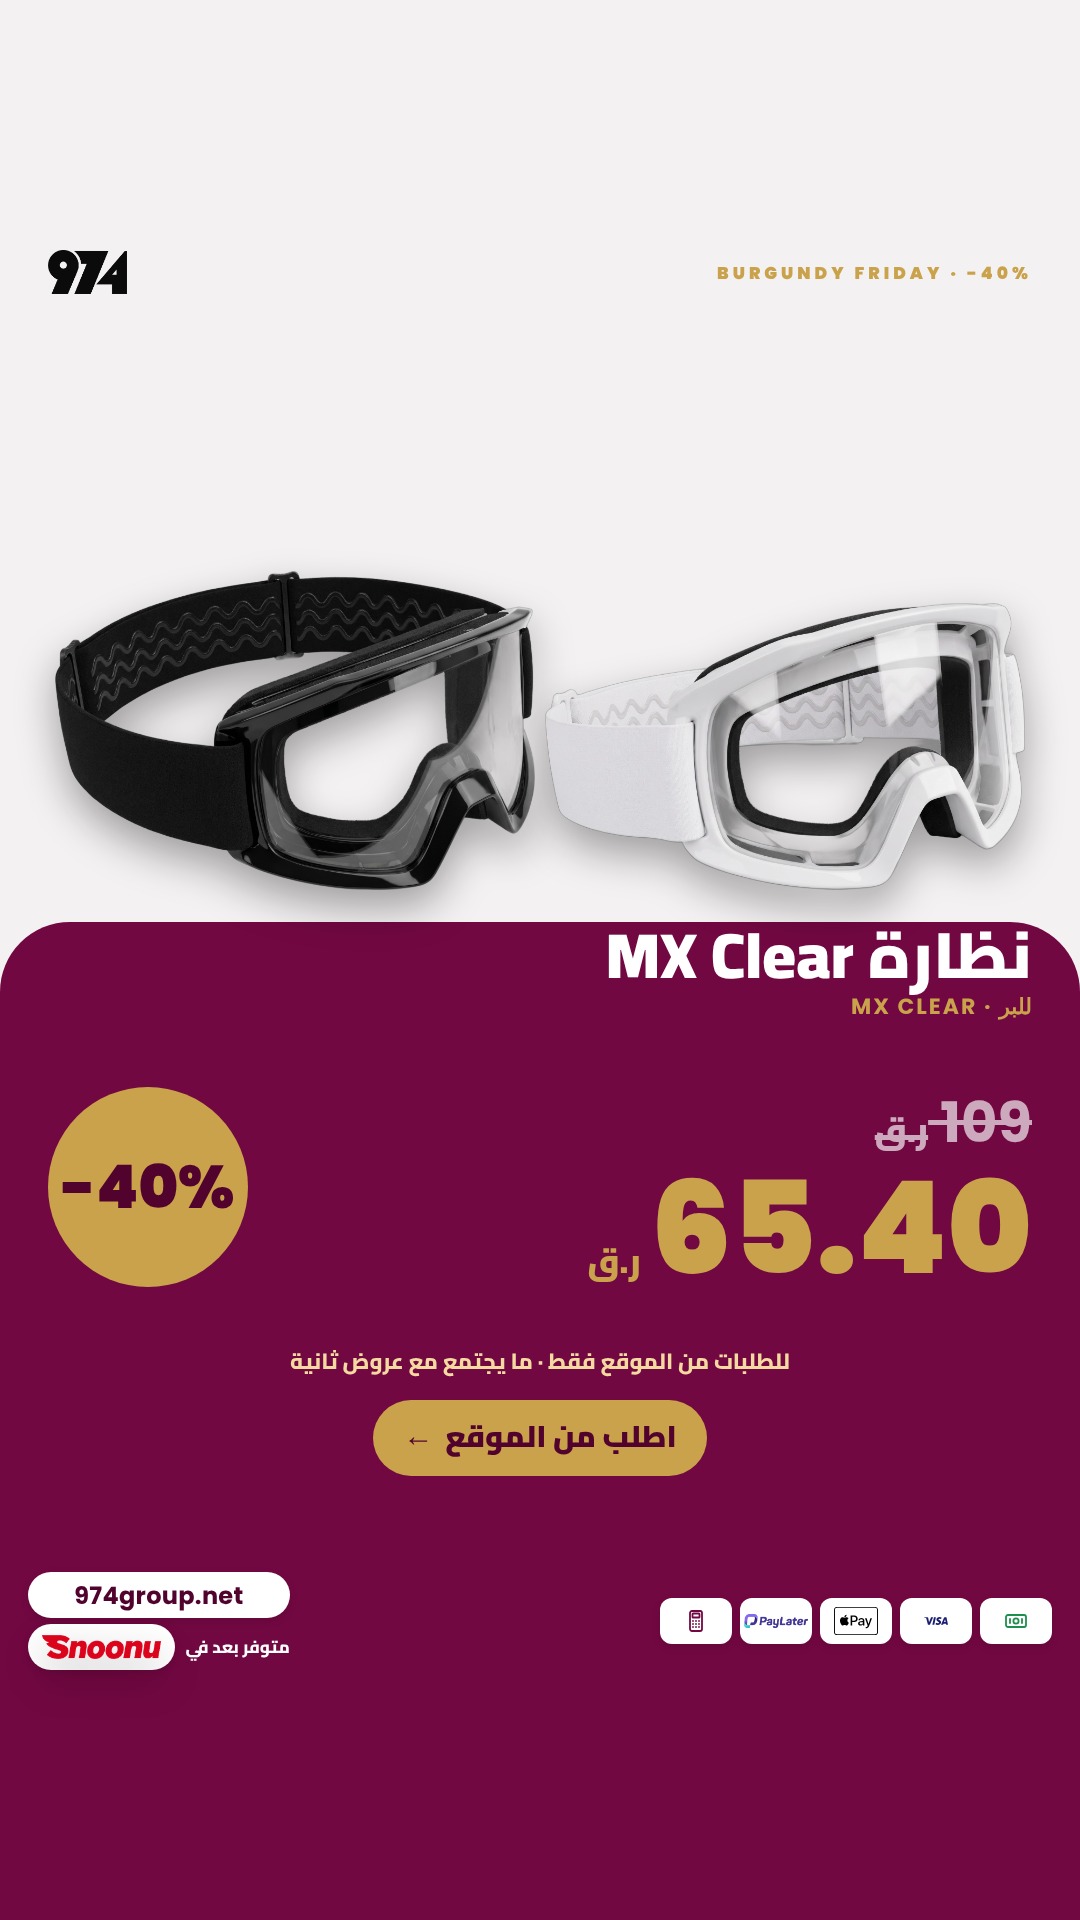 974
BURGUNDY FRIDAY · -40%
نظارة MX Clear
للبر · MX CLEAR
109 ر.ق
-40%
65.40 ر.ق
للطلبات من الموقع فقط · ما يجتمع مع عروض ثانية
اطلب من الموقع ←
974group.net
متوفر بعد في Snoonu
PayLater
Pay
VISA